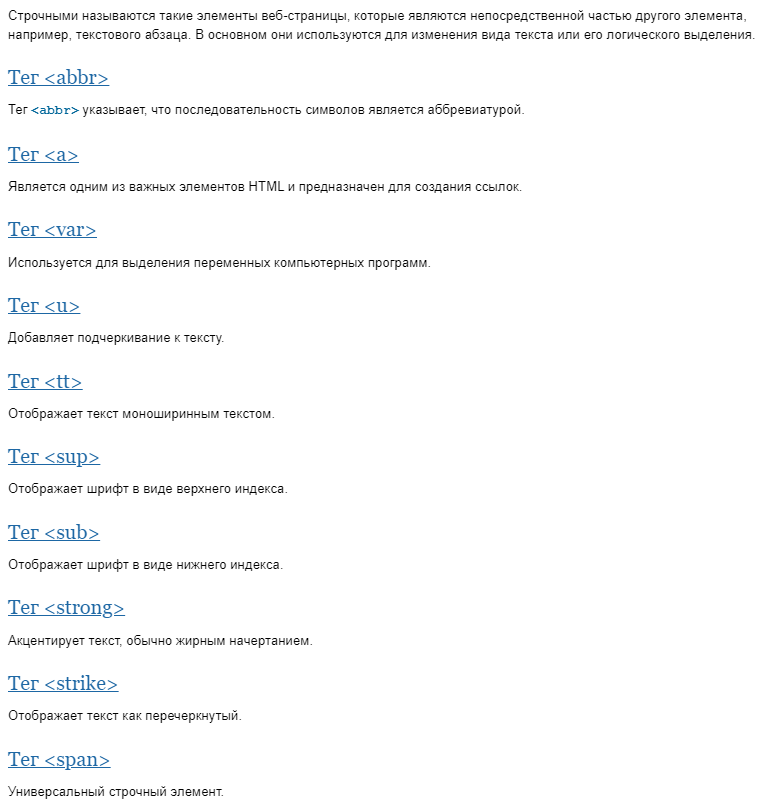 Строчными называются такие элементы веб-страницы, которые являются непосредственной частью другого элемента,
например, текстового абзаца. В основном они используются для изменения вида текста или его логического выделения.
Тег <abbr>
Тег <abbr> указывает, что последовательность символов является аббревиатурой.
Тег <a>
Является одним из важных элементов HTML и предназначен для создания ссылок.
Тег <var>
Используется для выделения переменных компьютерных программ.
Тег <u>
Добавляет подчеркивание к тексту.
Тег <tt>
Отображает текст моноширинным текстом.
Тег <sup>
Отображает шрифт в виде верхнего индекса.
Тег <sub>
Отображает шрифт в виде нижнего индекса.
Тег <strong>
Акцентирует текст, обычно жирным начертанием.
Тег <strike>
Отображает текст как перечеркнутый.
Тег <span>
Универсальный строчный элемент.